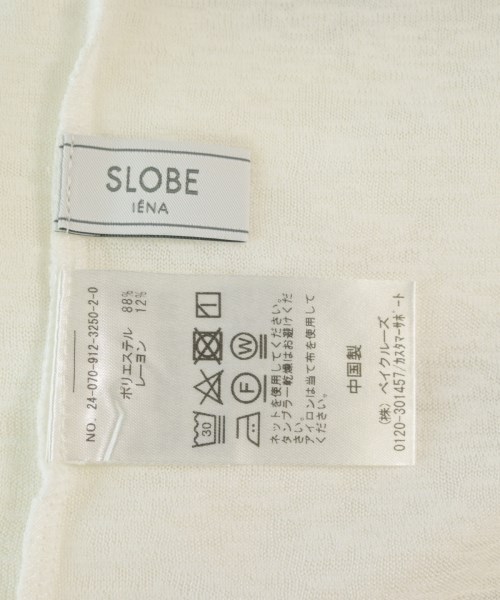 SLOBE
IÉNA
NO. 24-070-912-3250-2-0
ポリエステル 88%
レーヨン 12%
30
F W
ネットを使用してください。
タンブラー乾燥はお避けくだ
さい。
アイロンは当て布を使用して
ください。
中国製
(株) ベイクルーズ
0120-301457/カスタマーサポート